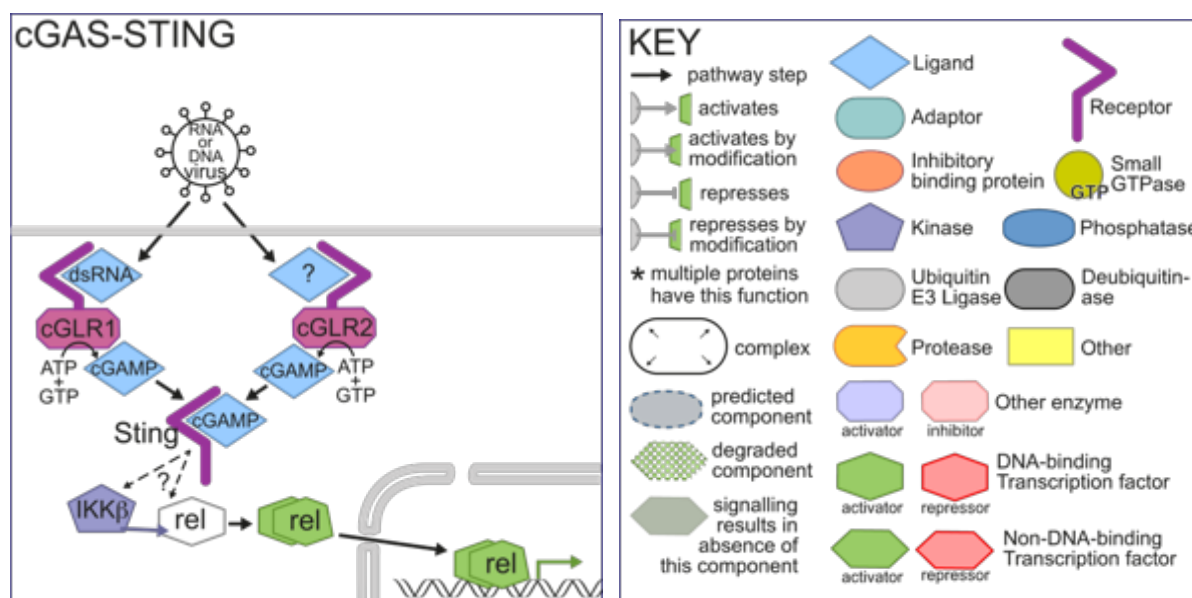 cGAS-STING
RNA
or
DNA
virus
dsRNA
?
cGLR1
cGLR2
ATP
+
GTP
cGAMP
cGAMP
ATP
+
GTP
Sting
cGAMP
?
IKKβ
rel
rel
rel
KEY
pathway step
activates
activates by
modification
represses
represses by
modification
* multiple proteins
have this function
complex
predicted
component
degraded
component
signalling
results in
absence of
this component
Ligand
Adaptor
Inhibitory
binding protein
Kinase
Ubiquitin
E3 Ligase
Protease
Receptor
GTP
Small
GTPase
Phosphatase
Deubiquitin-
ase
Other
Other enzyme
activator
inhibitor
DNA-binding
Transcription factor
activator
repressor
Non-DNA-binding
Transcription factor
activator
repressor